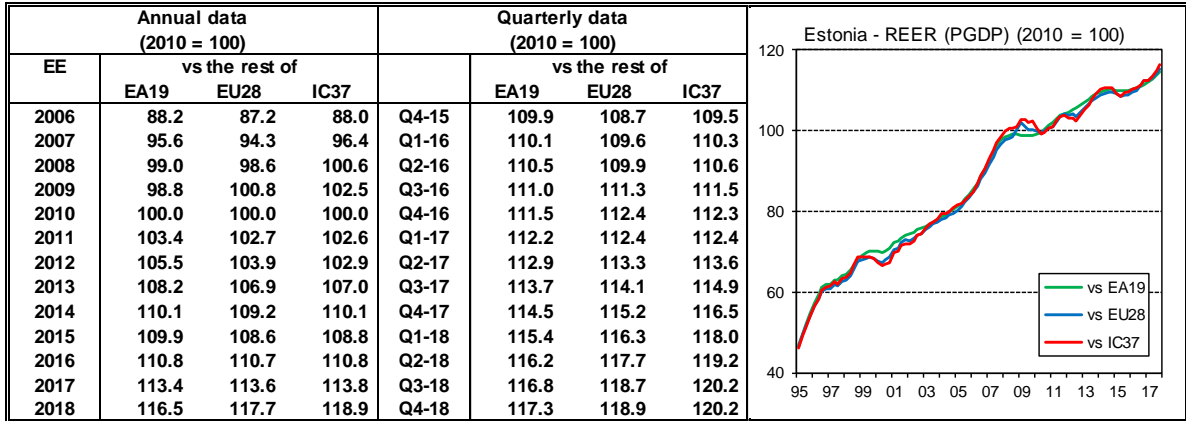 Annual data Quarterly data
(2010 = 100) (2010 = 100)
EE vs the rest of vs the rest of
EA19 EU28 IC37 EA19 EU28 IC37
2006 88.2 87.2 88.0 Q4-15 109.9 108.7 109.5
2007 95.6 94.3 96.4 Q1-16 110.1 109.6 110.3
2008 99.0 98.6 100.6 Q2-16 110.5 109.9 110.6
2009 98.8 100.8 102.5 Q3-16 111.0 111.3 111.5
2010 100.0 100.0 100.0 Q4-16 111.5 112.4 112.3
2011 103.4 102.7 102.6 Q1-17 112.2 112.4 112.4
2012 105.5 103.9 102.9 Q2-17 112.9 113.3 113.6
2013 108.2 106.9 107.0 Q3-17 113.7 114.1 114.9
2014 110.1 109.2 110.1 Q4-17 114.5 115.2 116.5
2015 109.9 108.6 108.8 Q1-18 115.4 116.3 118.0
2016 110.8 110.7 110.8 Q2-18 116.2 117.7 119.2
2017 113.4 113.6 113.8 Q3-18 116.8 118.7 120.2
2018 116.5 117.7 118.9 Q4-18 117.3 118.9 120.2
Estonia - REER (PGDP) (2010 = 100)
120
100
80
60
40
vs EA19
vs EU28
vs IC37
95 97 99 01 03 05 07 09 11 13 15 17